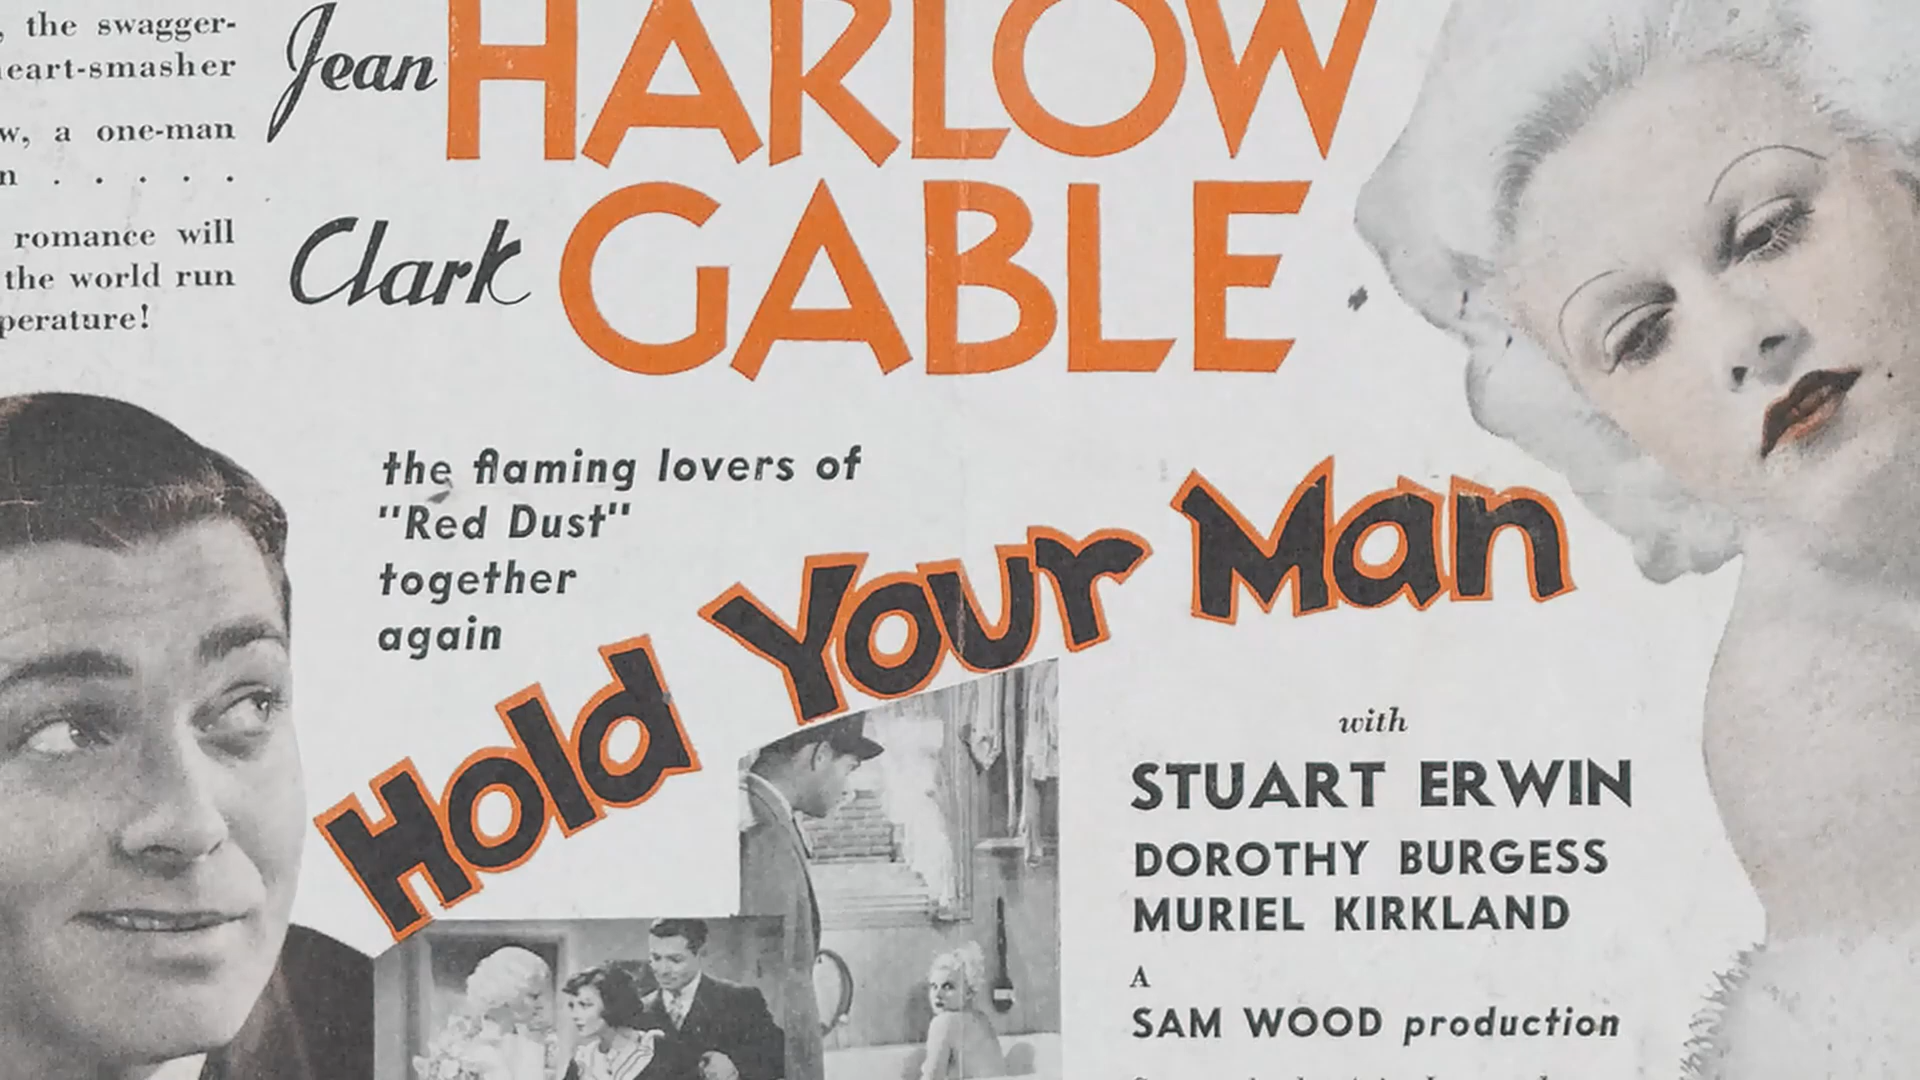 , the swagger-
heart-smasher
w, a one-man
n . . . . .
romance will
the world run
perature!
Jean HARLOW
Clark GABLE
the flaming lovers of
"Red Dust"
together
again
Hold Your Man
with
STUART ERWIN
DOROTHY BURGESS
MURIEL KIRKLAND
A
SAM WOOD production